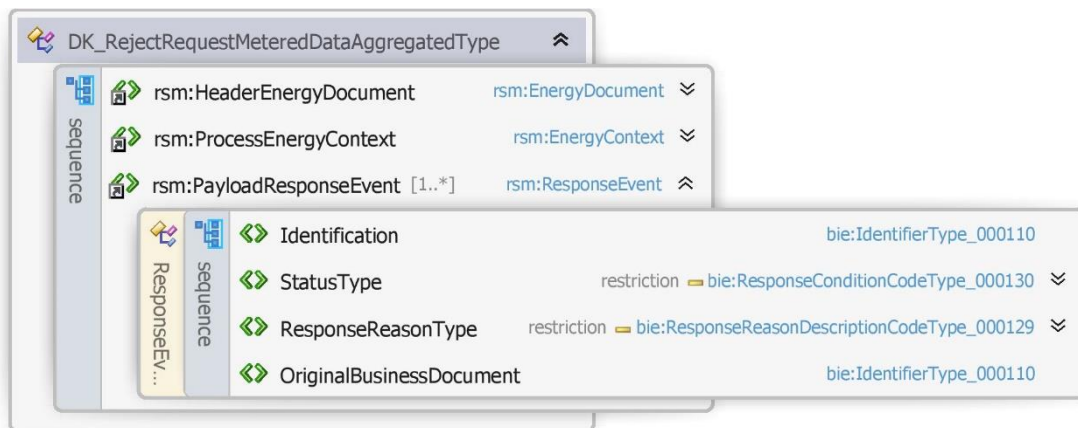 DK_RejectRequestMeteredDataAggregatedType
sequence
rsm:HeaderEnergyDocument rsm:EnergyDocument
rsm:ProcessEnergyContext rsm:EnergyContext
rsm:PayloadResponseEvent [1..*] rsm:ResponseEvent
ResponseEv...
sequence
Identification bie:IdentifierType_000110
StatusType restriction bie:ResponseConditionCodeType_000130
ResponseReasonType restriction bie:ResponseReasonDescriptionCodeType_000129
OriginalBusinessDocument bie:IdentifierType_000110